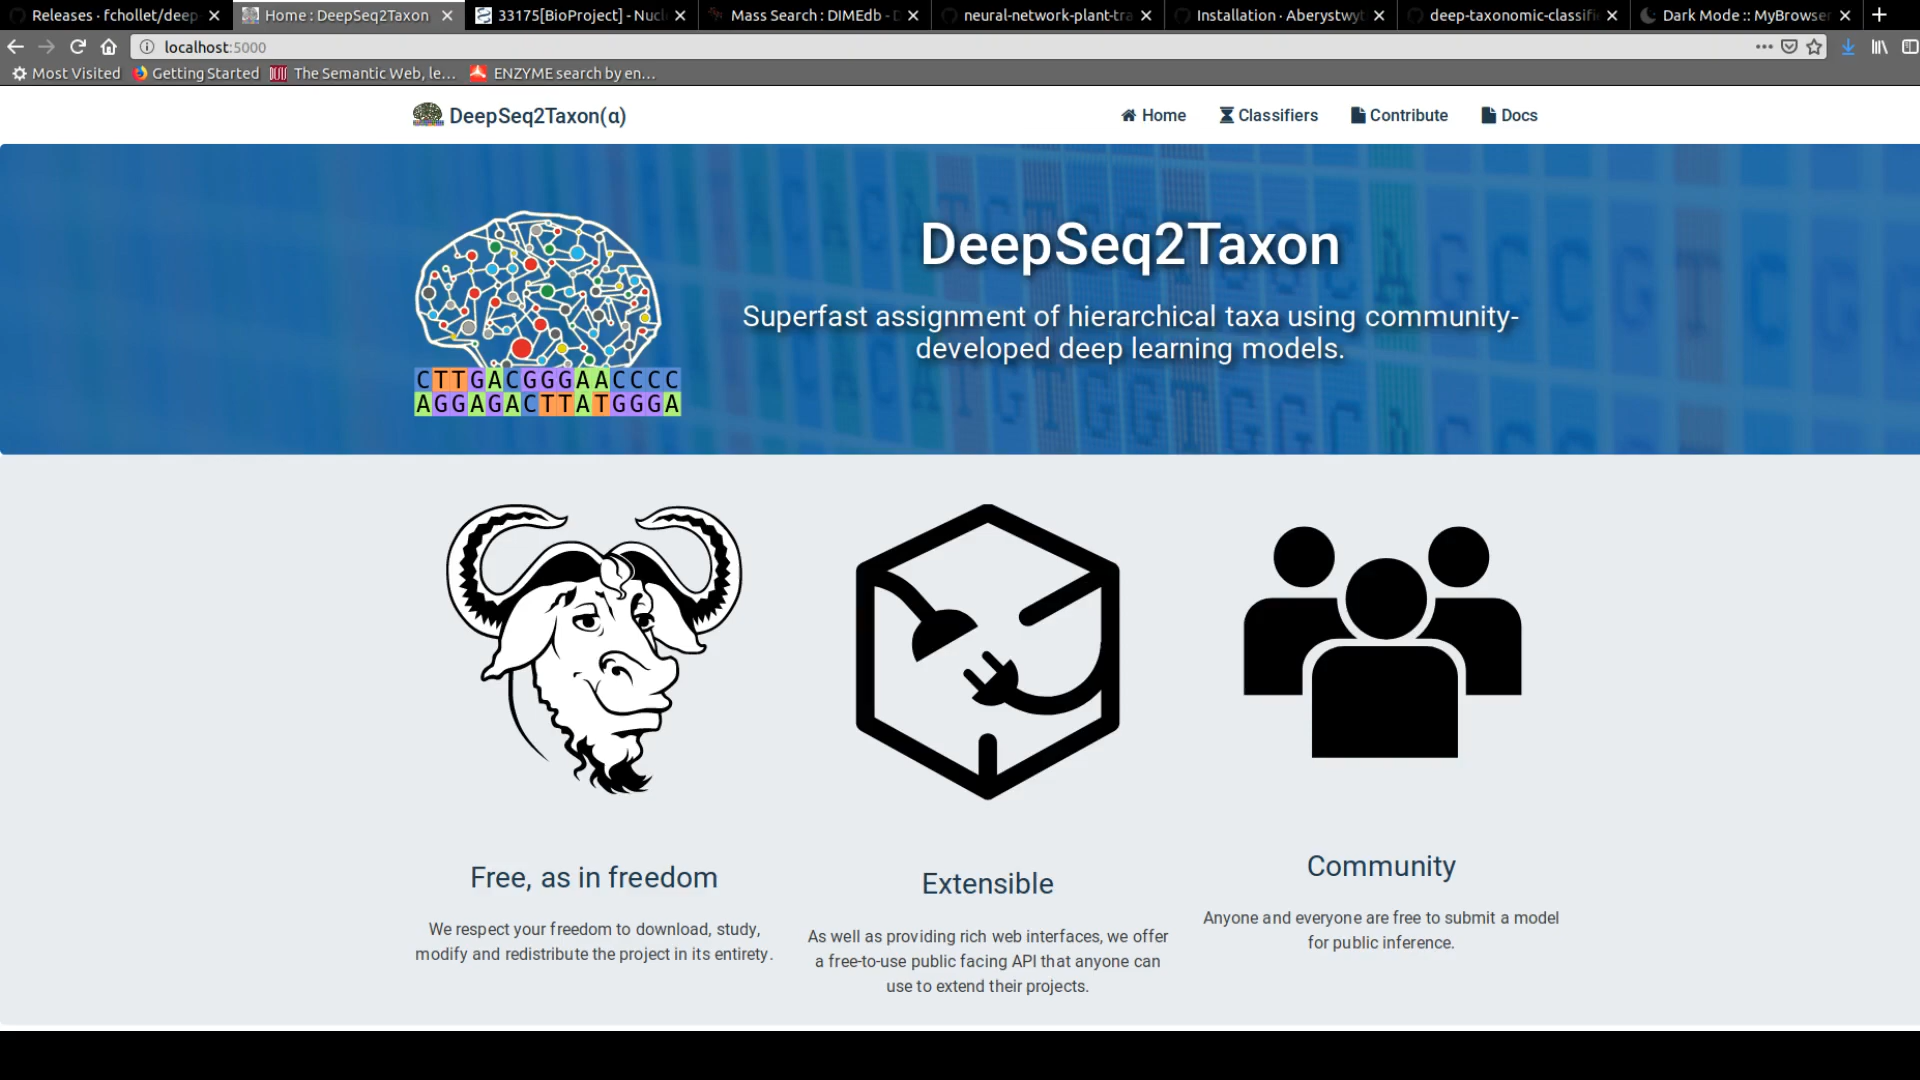 Releases · fchollet/deep
Home : DeepSeq2Taxon
33175[BioProject] - Nucl
Mass Search : DIMEdb - D
neural-network-plant-tra
Installation · Aberystwyt
deep-taxonomic-classifi
Dark Mode :: MyBrowser
localhost:5000
Most Visited
Getting Started
The Semantic Web, le...
ENZYME search by en...
DeepSeq2Taxon(α)
Home
Classifiers
Contribute
Docs
DeepSeq2Taxon
Superfast assignment of hierarchical taxa using community-
developed deep learning models.
CTTGACGGGAACCCC
AGGAGACTTATGGGA
Free, as in freedom
We respect your freedom to download, study,
modify and redistribute the project in its entirety.
Extensible
As well as providing rich web interfaces, we offer
a free-to-use public facing API that anyone can
use to extend their projects.
Community
Anyone and everyone are free to submit a model
for public inference.